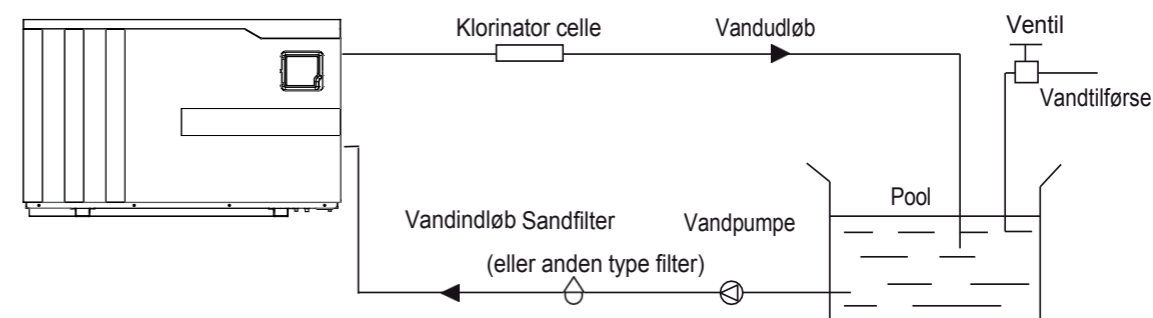 Klorinator celle
Vandudløb
Ventil
Vandtilførse
Pool
Vandindløb Sandfilter
Vandpumpe
(eller anden type filter)